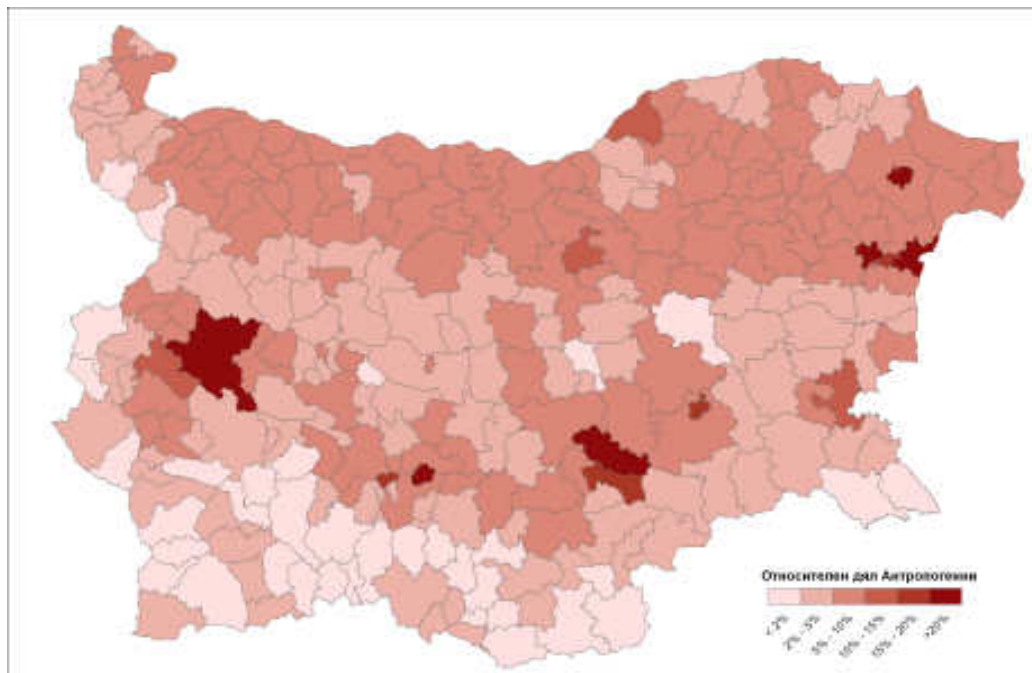 Относителен дял Антропогенни
< 2%
2% - 5%
5% - 10%
10% - 15%
15% - 20%
>20%